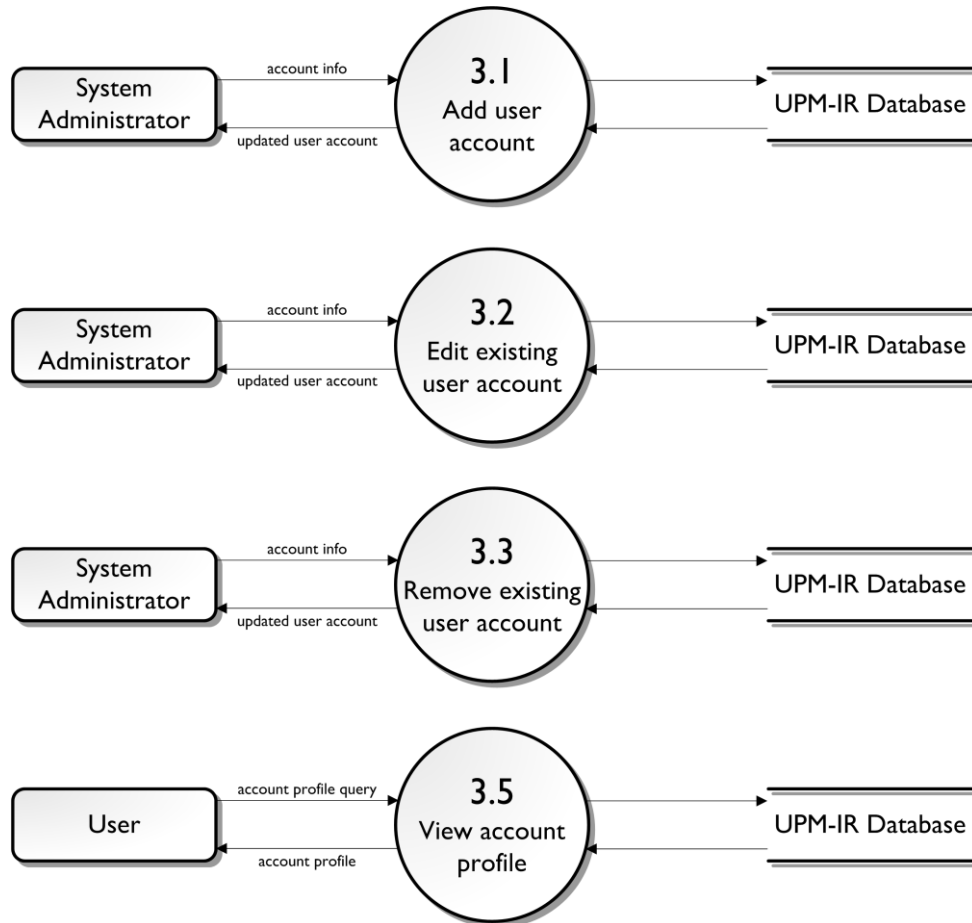 account info
System
Administrator
updated user account
3.1
Add user
account
UPM-IR Database
account info
System
Administrator
updated user account
3.2
Edit existing
user account
UPM-IR Database
account info
System
Administrator
updated user account
3.3
Remove existing
user account
UPM-IR Database
account profile query
User
account profile
3.5
View account
profile
UPM-IR Database